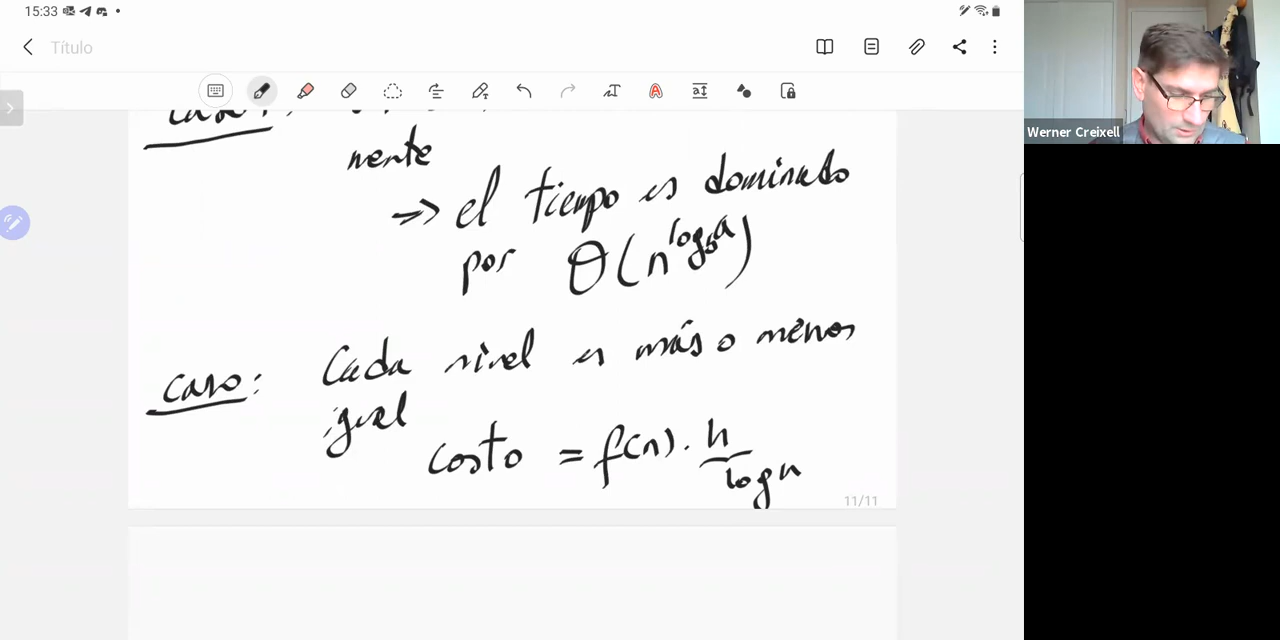 15:33
Título
Werner Creixell
nente
=> el tiempo es dominado
por Θ(n^log_b a)
Cada nivel es más o menos
caso:
igual
costo = f(n) . h
log n
11/11